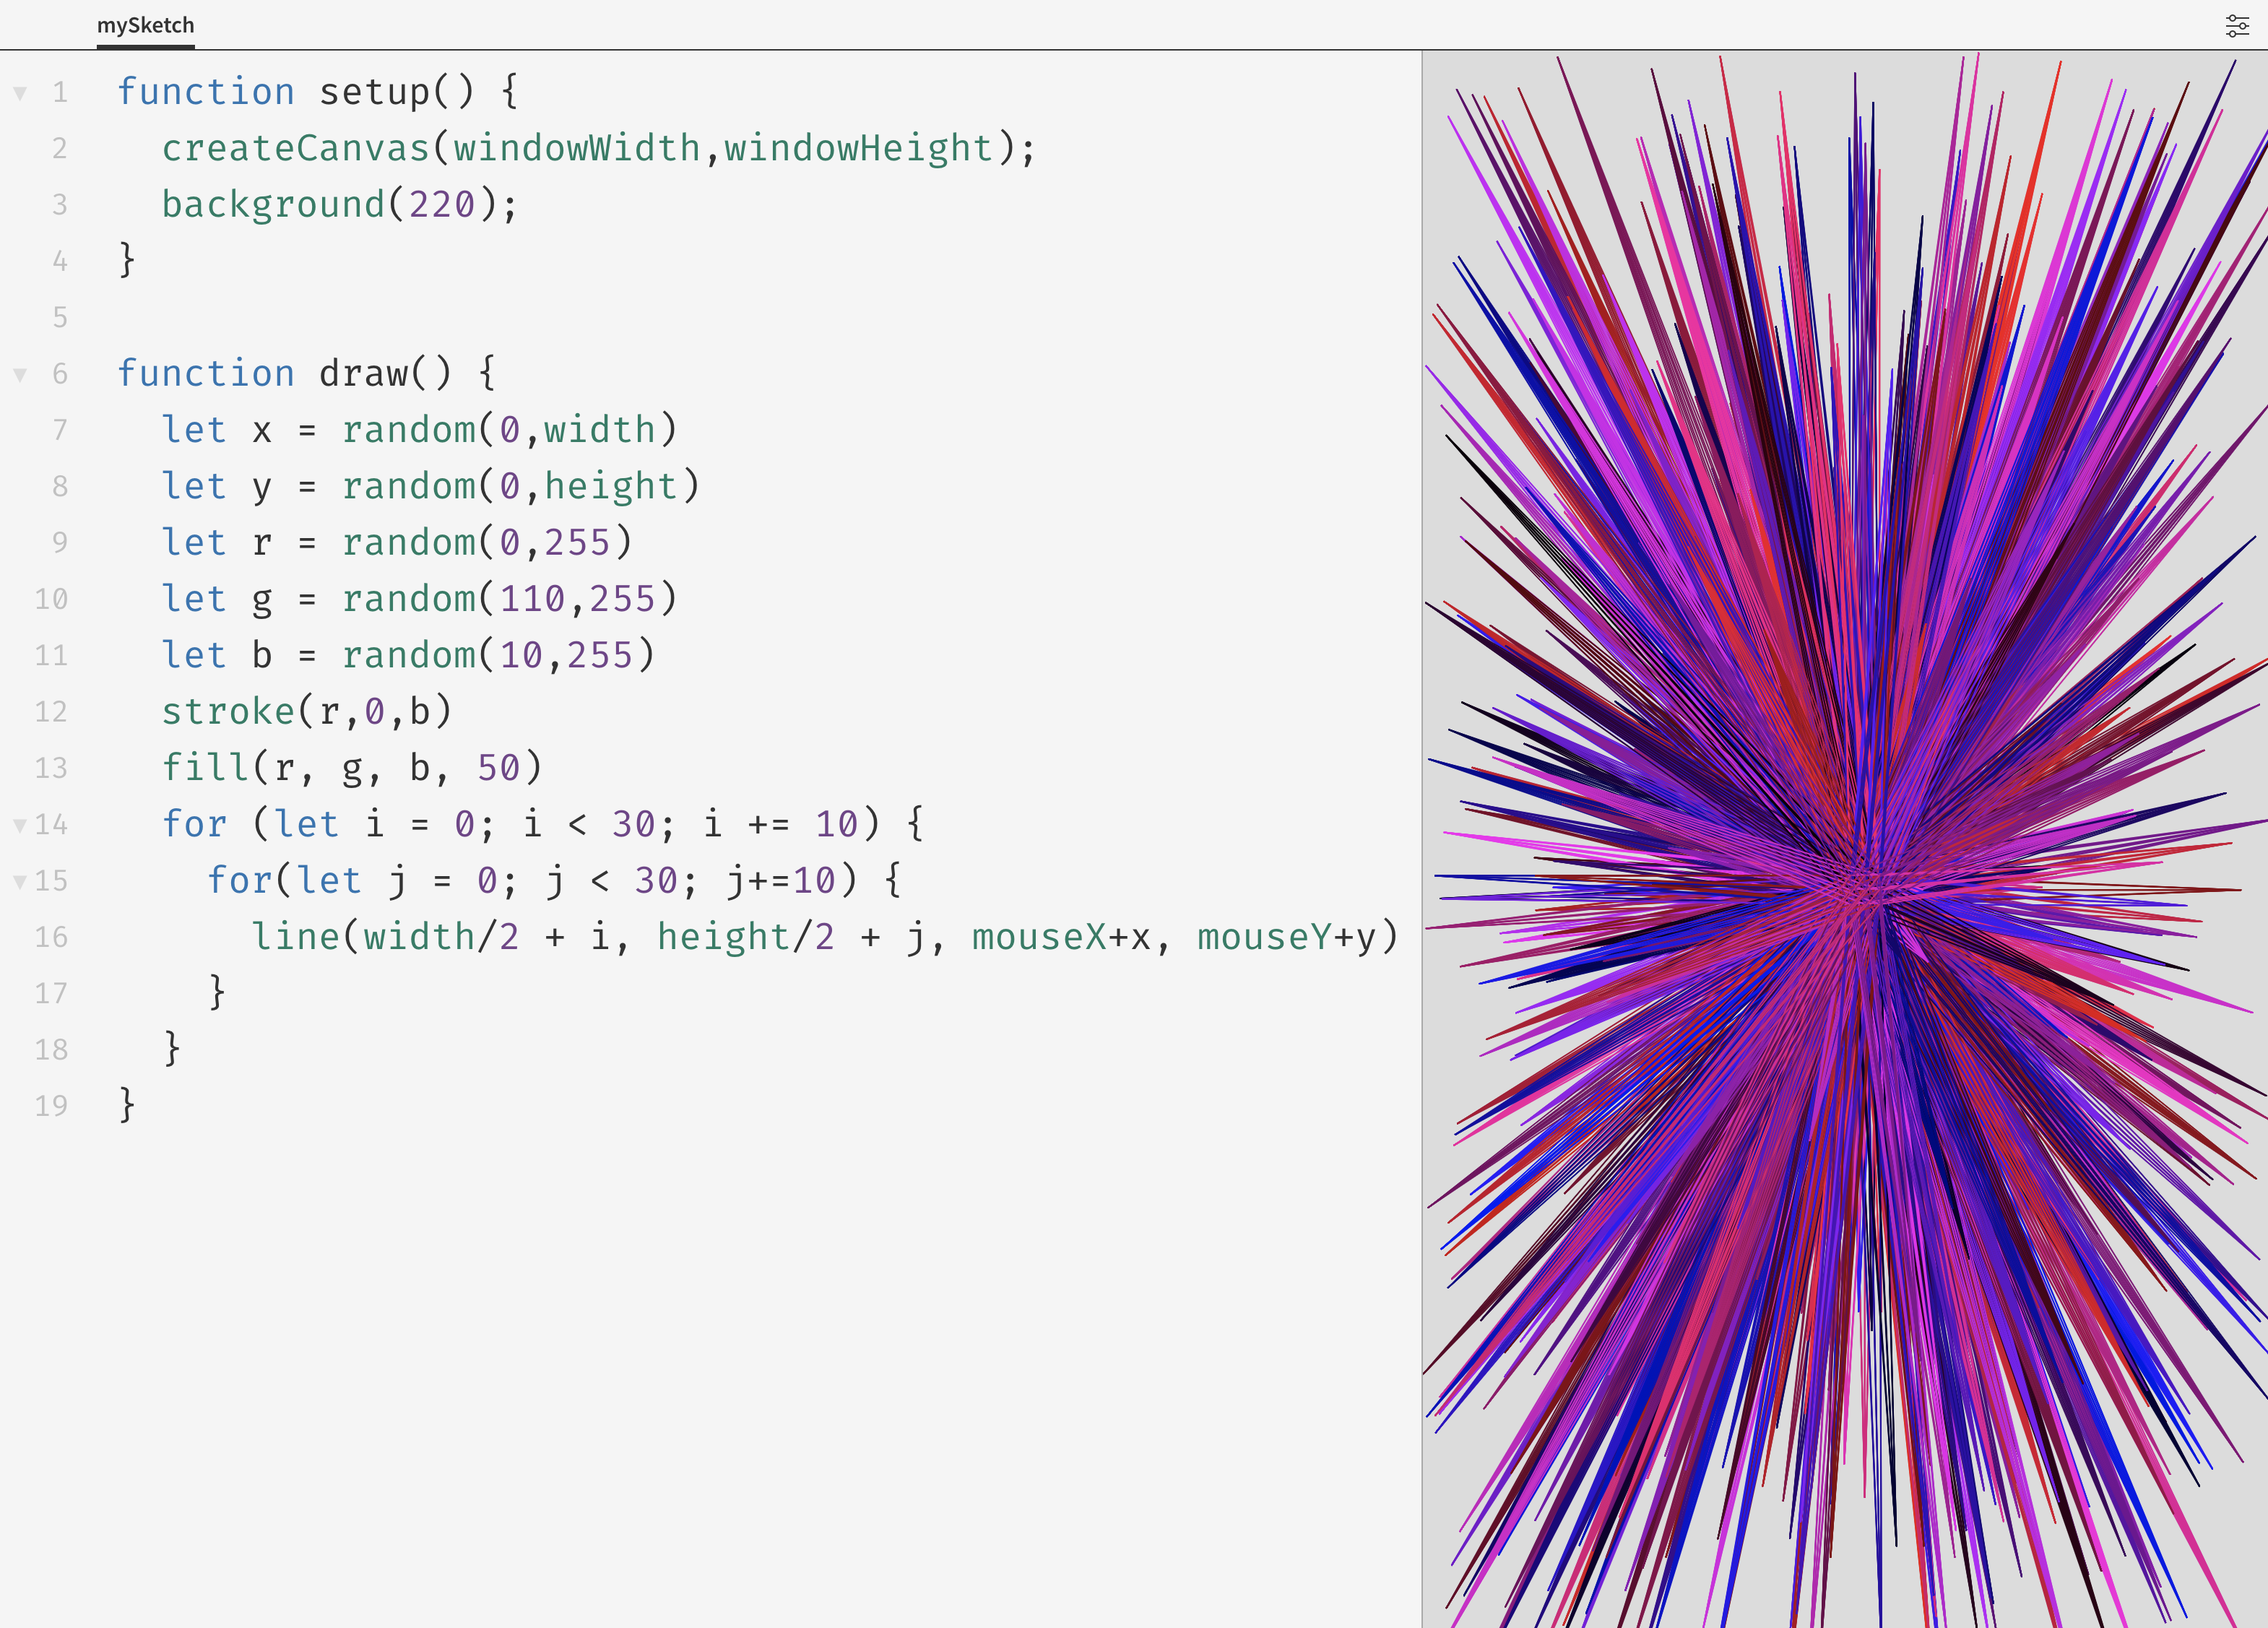 mySketch
1 function setup() {
2 createCanvas(windowWidth,windowHeight);
3 background(220);
4 }
5
6 function draw() {
7 let x = random(0,width)
8 let y = random(0,height)
9 let r = random(0,255)
10 let g = random(110,255)
11 let b = random(10,255)
12 stroke(r,0,b)
13 fill(r, g, b, 50)
14 for (let i = 0; i < 30; i += 10) {
15 for(let j = 0; j < 30; j+=10) {
16 line(width/2 + i, height/2 + j, mouseX+x, mouseY+y)
17 }
18 }
19 }